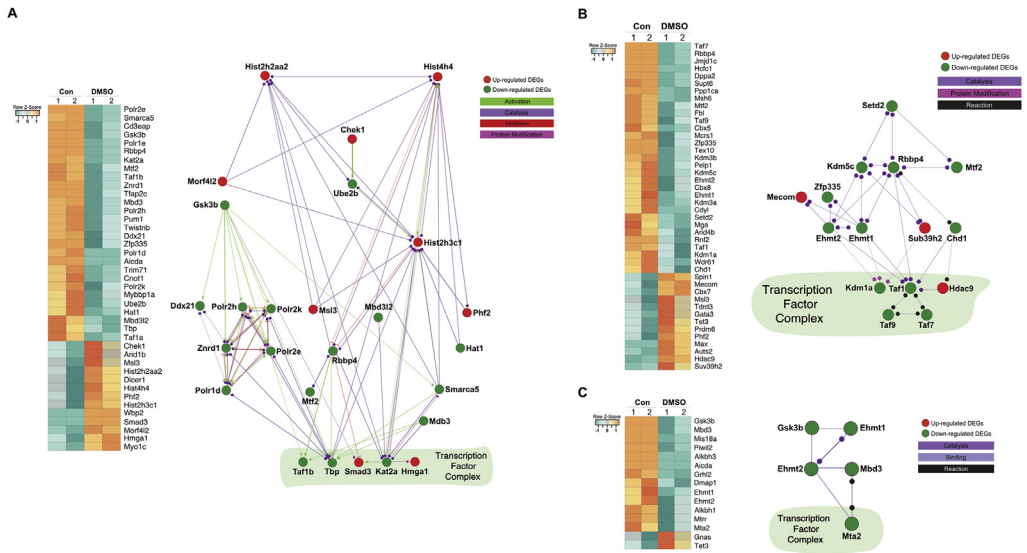 A
Row Z-Score
-1 0 1
Con DMSO
1 2 1 2
Polr2e
Smarca5
Cd3eap
Gsk3b
Polr1e
Rbbp4
Kat2a
Mtf2
Taf1b
Znrd1
Tfap2c
Mbd3
Polr2h
Pum1
Twistnb
Ddx21
Zfp335
Polr1d
Aicda
Trim71
Cnot1
Polr2k
Mybbp1a
Ube2b
Hat1
Mbd3l2
Tbp
Taf1a
Chek1
Arid1b
Msl3
Hist2h2aa2
Dlcer1
Hist4h4
Phf2
Hist2h3c1
Wbp2
Smad3
Morf4l2
Hmga1
Myo1c
Hist2h2aa2
Hist4h4
Up-regulated DEGs
Down-regulated DEGs
Activation
Catalysis
Inhibition
Protein Modification
Chek1
Morf4l2
Ube2b
Gsk3b
Hist2h3c1
Ddx21
Polr2h
Polr2k
Msl3
Mbd3l2
Phf2
Znrd1
Polr2e
Rbbp4
Hat1
Polr1d
Mtf2
Smarca5
Mdb3
Taf1b
Tbp
Smad3
Kat2a
Hmga1
Transcription
Factor
Complex
B
Row Z-Score
-1 0 1
Con DMSO
1 2 1 2
Taf7
Rbbp4
Jmjd1c
Hcfc1
Dppa2
Supt6
Ppp1ca
Msh6
Mtf2
Fbl
Taf9
Cbx5
Mcrs1
Zfp335
Tex10
Kdm3b
Pelp1
Kdm5c
Ehmt2
Cbx8
Ehmt1
Kdm3a
Cdyl
Setd2
Mga
Arid4b
Rnf2
Taf1
Kdm1a
Wdr61
Chd1
Spin1
Mecom
Cbx7
Msl3
Tdrd3
Gata3
Tet3
Prdm6
Phf2
Max
Auts2
Hdac9
Suv39h2
Up-regulated DEGs
Down-regulated DEGs
Catalysis
Protein Modification
Reaction
Setd2
Kdm5c
Rbbp4
Mtf2
Mecom
Zfp335
Ehmt2
Ehmt1
Sub39h2
Chd1
Kdm1a
Taf1
Hdac9
Taf9
Taf7
Transcription
Factor
Complex
C
Row Z-Score
-1 0 1
Con DMSO
1 2 1 2
Gsk3b
Mbd3
Mis18a
Piwil2
Alkbh3
Aicda
Grhl2
Dmap1
Ehmt1
Ehmt2
Alkbh1
Mtrr
Mta2
Gnas
Tet3
Gsk3b
Ehmt1
Up-regulated DEGs
Down-regulated DEGs
Catalysis
Binding
Reaction
Ehmt2
Mbd3
Mta2
Transcription
Factor
Complex